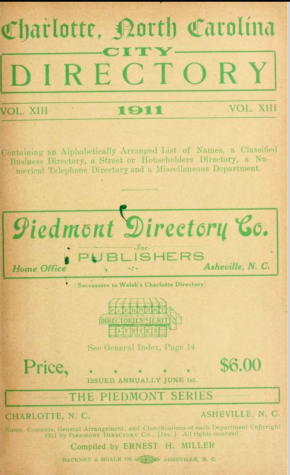 Charlotte, North Carolina
CITY
DIRECTORY
VOL. XIII 1911 VOL. XIII
Containing an Alphabetically Arranged List of Names, a Classified
Business Directory, a Street or Householders Directory, a Nu-
merical Telephone Directory and a Miscellaneous Department.
Piedmont Directory Co.
Inc.
PUBLISHERS
Home Office Asheville, N. C.
(Successors to Walsh's Charlotte Directory)
DIRECTORIES OF MERIT
See General Index, Page 14
Price, . . . . . $6.00
ISSUED ANNUALLY JUNE 1st.
THE PIEDMONT SERIES
CHARLOTTE, N. C. ASHEVILLE, N. C.
Name, Contents, General Arrangement, and Classifications of each Department Copyright
1911 by PIEDMONT DIRECTORY CO., (Inc.) All rights reserved
Compiled by ERNEST H. MILLER
HACKNEY & MOALE CO. ASHEVILLE, N. C.